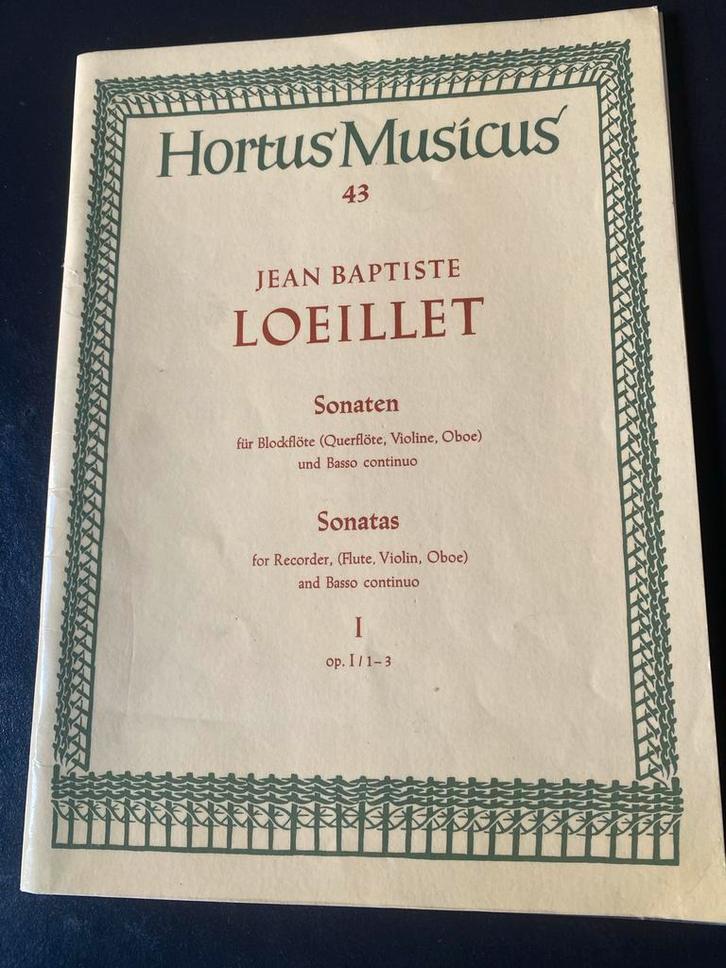 Hortus Musicus
43
JEAN BAPTISTE
LOEILLET
Sonaten
für Blockflöte (Querflöte, Violine, Oboe)
und Basso continuo
Sonatas
for Recorder, (Flute, Violin, Oboe)
and Basso continuo
I
op. I / 1–3